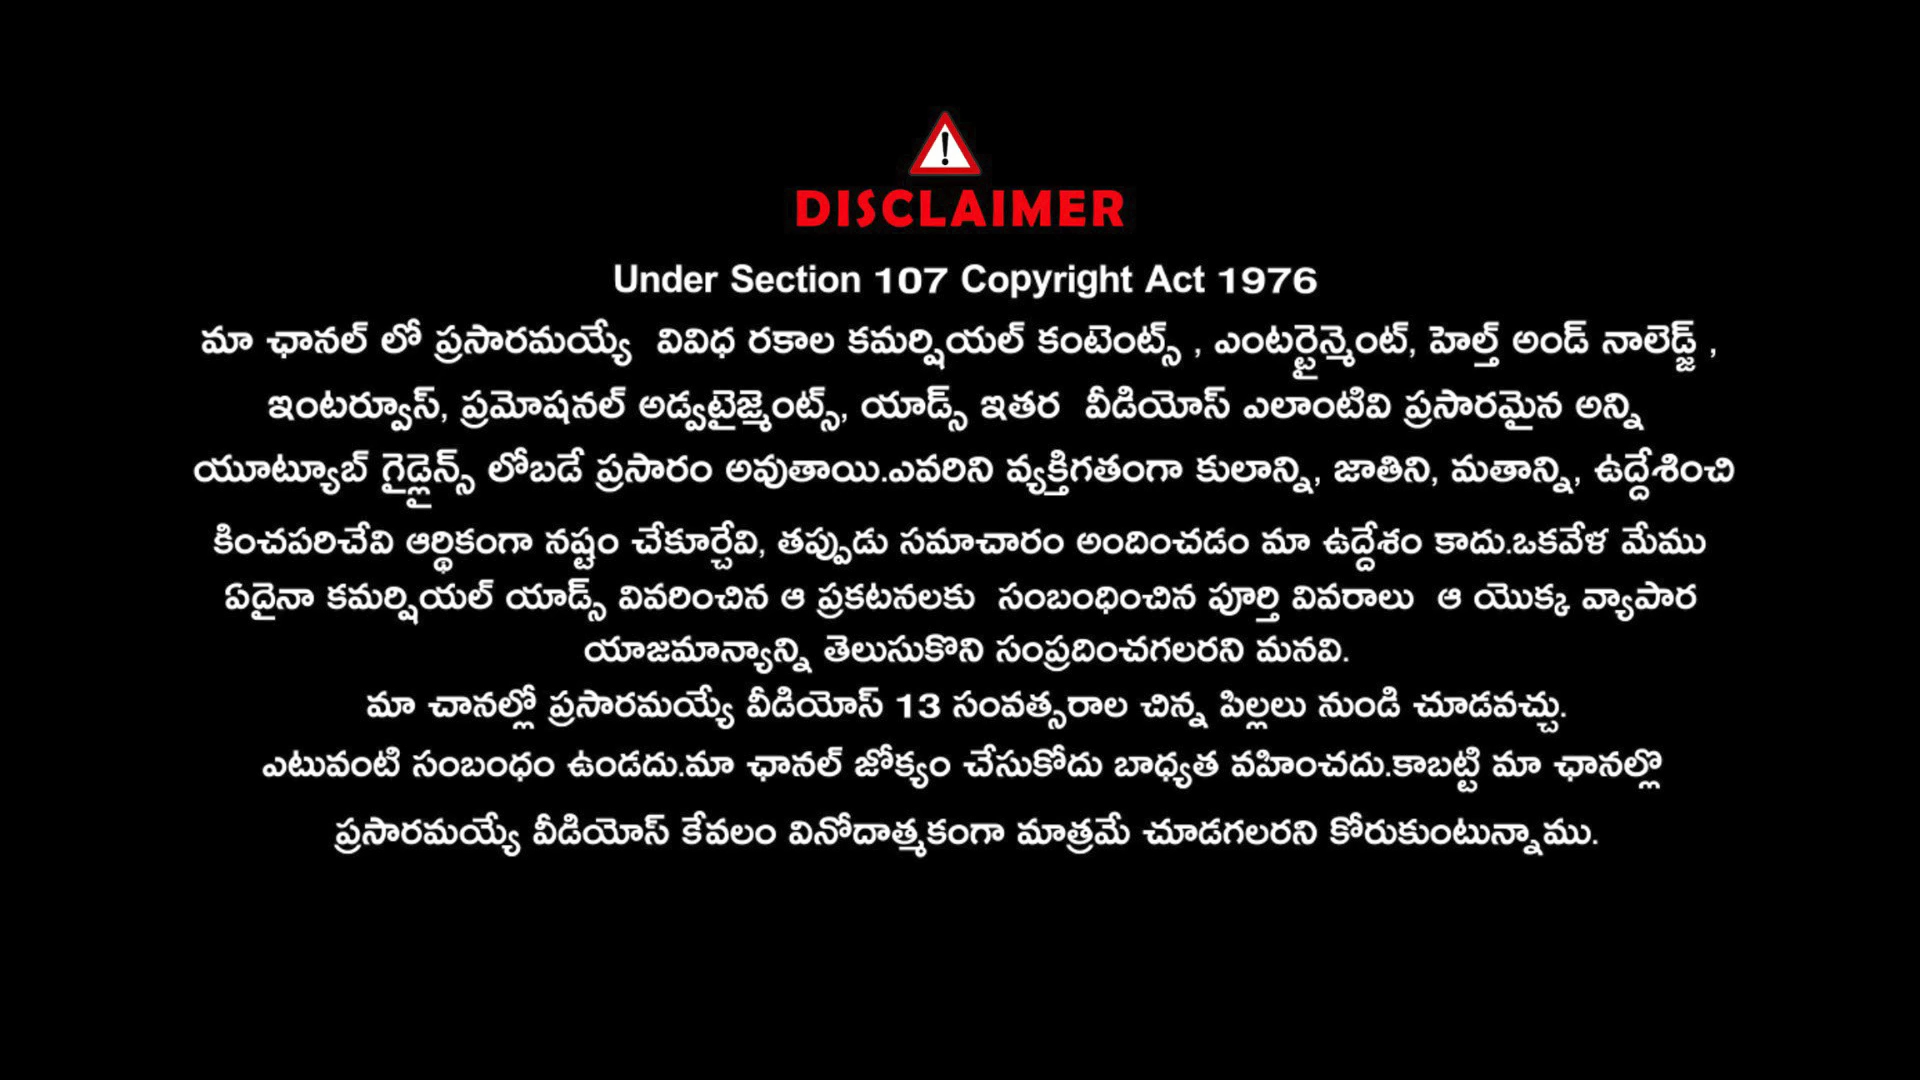 DISCLAIMER
Under Section 107 Copyright Act 1976
మా ఛానల్ లో ప్రసారమయ్యే వివిధ రకాల కమర్షియల్ కంటెంట్స్ , ఎంటర్టైన్మెంట్, హెల్త్ అండ్ నాలెడ్జ్ ,
ఇంటర్వ్యూస్, ప్రమోషనల్ అడ్వటైజ్మెంట్స్, యాడ్స్ ఇతర వీడియోస్ ఎలాంటివి ప్రసారమైన అన్ని
యూట్యూబ్ గైడ్లైన్స్ లోబడే ప్రసారం అవుతాయి.ఎవరిని వ్యక్తిగతంగా కులాన్ని, జాతిని, మతాన్ని, ఉద్దేశించి
కించపరిచేవి ఆర్థికంగా నష్టం చేకూర్చేవి, తప్పుడు సమాచారం అందించడం మా ఉద్దేశం కాదు.ఒకవేళ మేము
ఏదైనా కమర్షియల్ యాడ్స్ వివరించిన ఆ ప్రకటనలకు సంబంధించిన పూర్తి వివరాలు ఆ యొక్క వ్యాపార
యాజమాన్యాన్ని తెలుసుకొని సంప్రదించగలరని మనవి.
మా చానల్లో ప్రసారమయ్యే వీడియోస్ 13 సంవత్సరాల చిన్న పిల్లలు నుండి చూడవచ్చు.
ఎటువంటి సంబంధం ఉండదు.మా ఛానల్ జోక్యం చేసుకోదు బాధ్యత వహించదు.కాబట్టి మా ఛానల్లొ
ప్రసారమయ్యే వీడియోస్ కేవలం వినోదాత్మకంగా మాత్రమే చూడగలరని కోరుకుంటున్నాము.